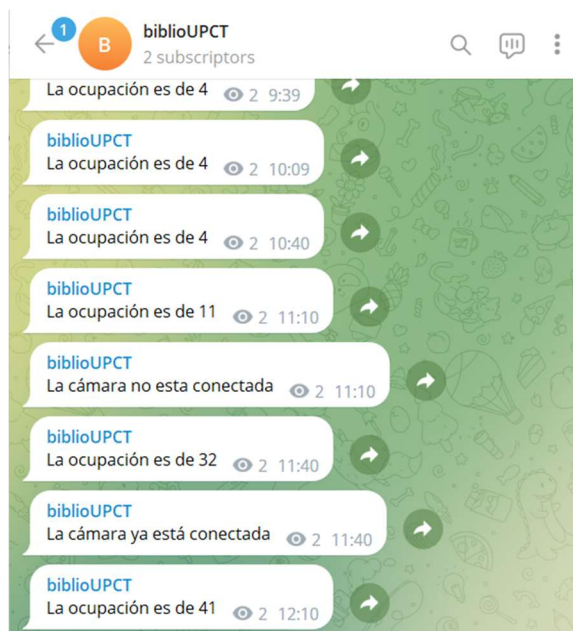 1
B
biblioUPCT
2 subscriptors
La ocupación es de 4 2 9:39
biblioUPCT
La ocupación es de 4 2 10:09
biblioUPCT
La ocupación es de 4 2 10:40
biblioUPCT
La ocupación es de 11 2 11:10
biblioUPCT
La cámara no esta conectada 2 11:10
biblioUPCT
La ocupación es de 32 2 11:40
biblioUPCT
La cámara ya está conectada 2 11:40
biblioUPCT
La ocupación es de 41 2 12:10